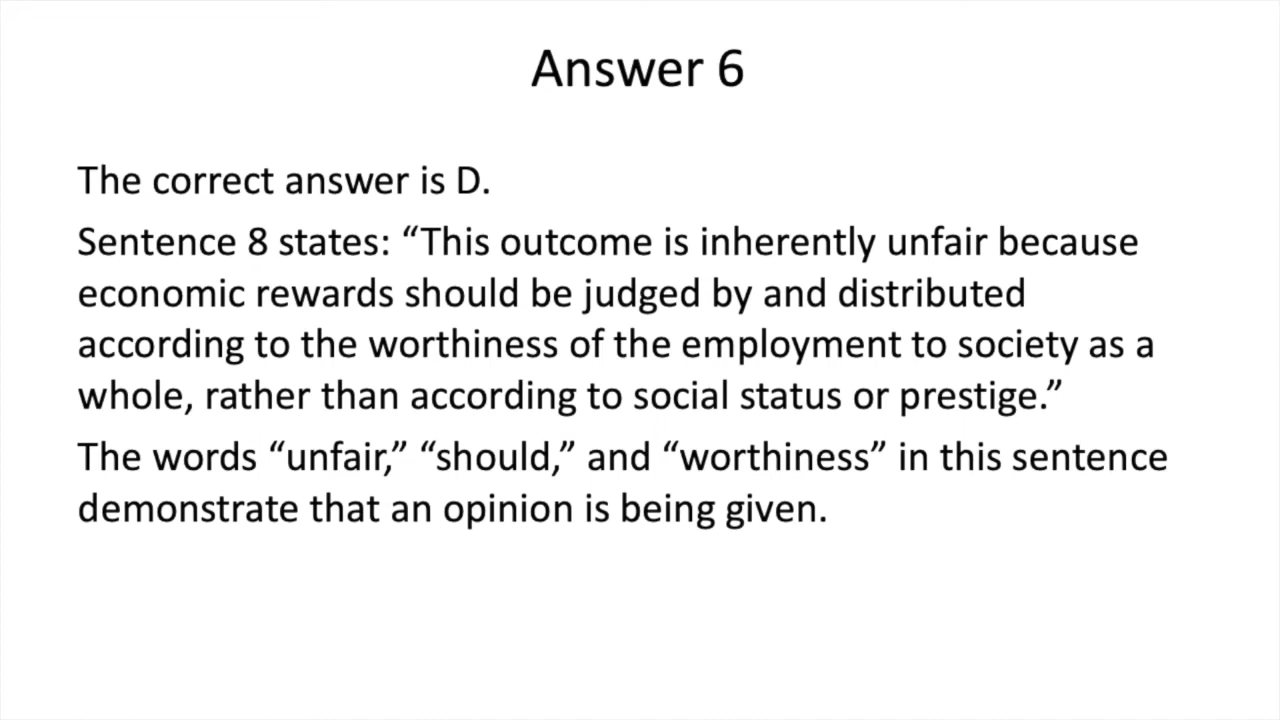 Answer 6
The correct answer is D.
Sentence 8 states: “This outcome is inherently unfair because
economic rewards should be judged by and distributed
according to the worthiness of the employment to society as a
whole, rather than according to social status or prestige.”
The words “unfair,” “should,” and “worthiness” in this sentence
demonstrate that an opinion is being given.